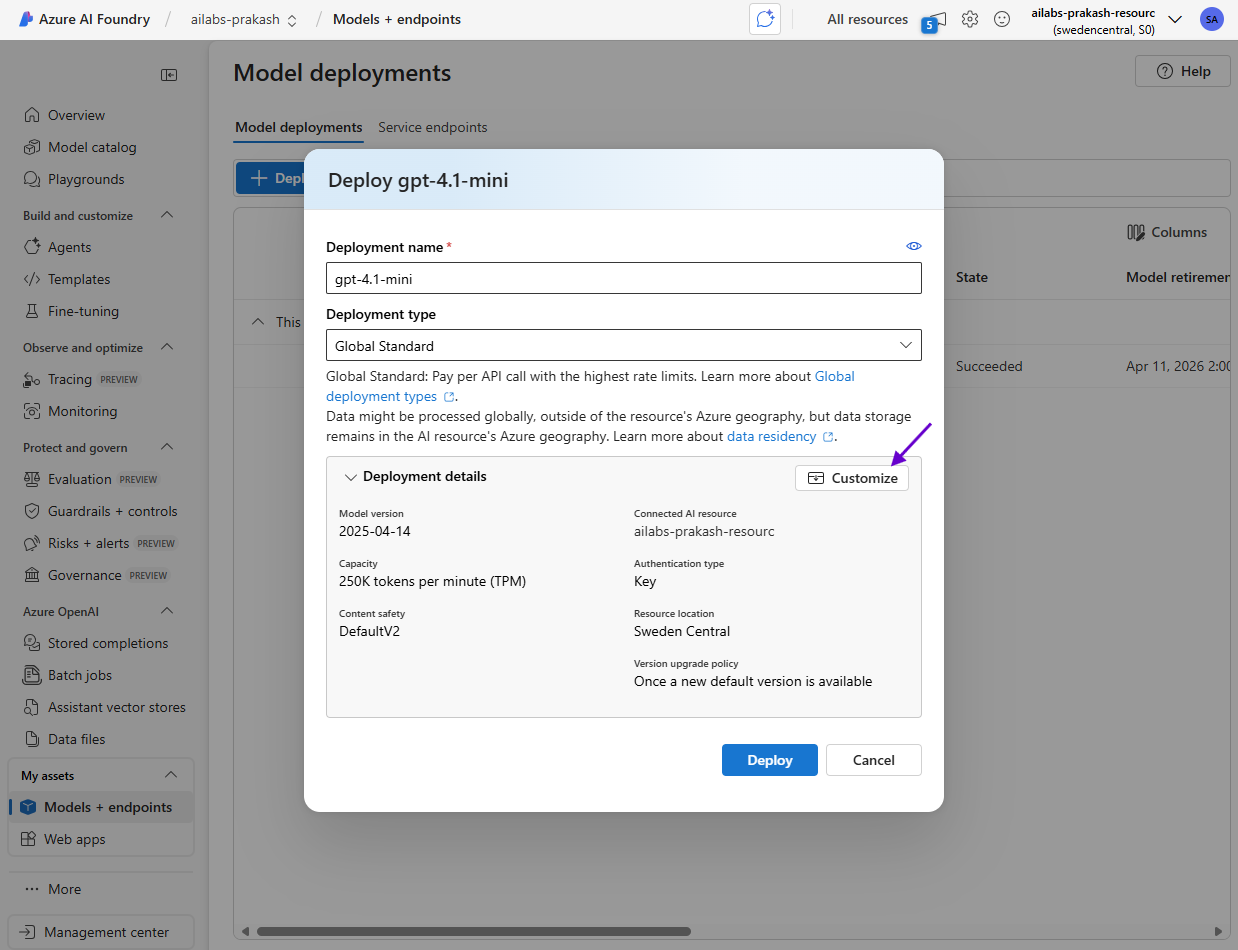 Azure AI Foundry / ailabs-prakash / Models + endpoints
All resources
5
ailabs-prakash-resourc
(swedencentral, S0)
SA
Overview
Model catalog
Playgrounds
Build and customize
Agents
Templates
Fine-tuning
Observe and optimize
Tracing PREVIEW
Monitoring
Protect and govern
Evaluation PREVIEW
Guardrails + controls
Risks + alerts PREVIEW
Governance PREVIEW
Azure OpenAI
Stored completions
Batch jobs
Assistant vector stores
Data files
My assets
Models + endpoints
Web apps
More
Management center
Model deployments
Help
Model deployments Service endpoints
+ Depl
Columns
State Model retiremen
This
Succeeded Apr 11, 2026 2:00
Deploy gpt-4.1-mini
Deployment name *
gpt-4.1-mini
Deployment type
Global Standard
Global Standard: Pay per API call with the highest rate limits. Learn more about Global
deployment types .
Data might be processed globally, outside of the resource's Azure geography, but data storage
remains in the AI resource's Azure geography. Learn more about data residency .
Deployment details
Customize
Model version
2025-04-14
Capacity
250K tokens per minute (TPM)
Content safety
DefaultV2
Connected AI resource
ailabs-prakash-resourc
Authentication type
Key
Resource location
Sweden Central
Version upgrade policy
Once a new default version is available
Deploy
Cancel